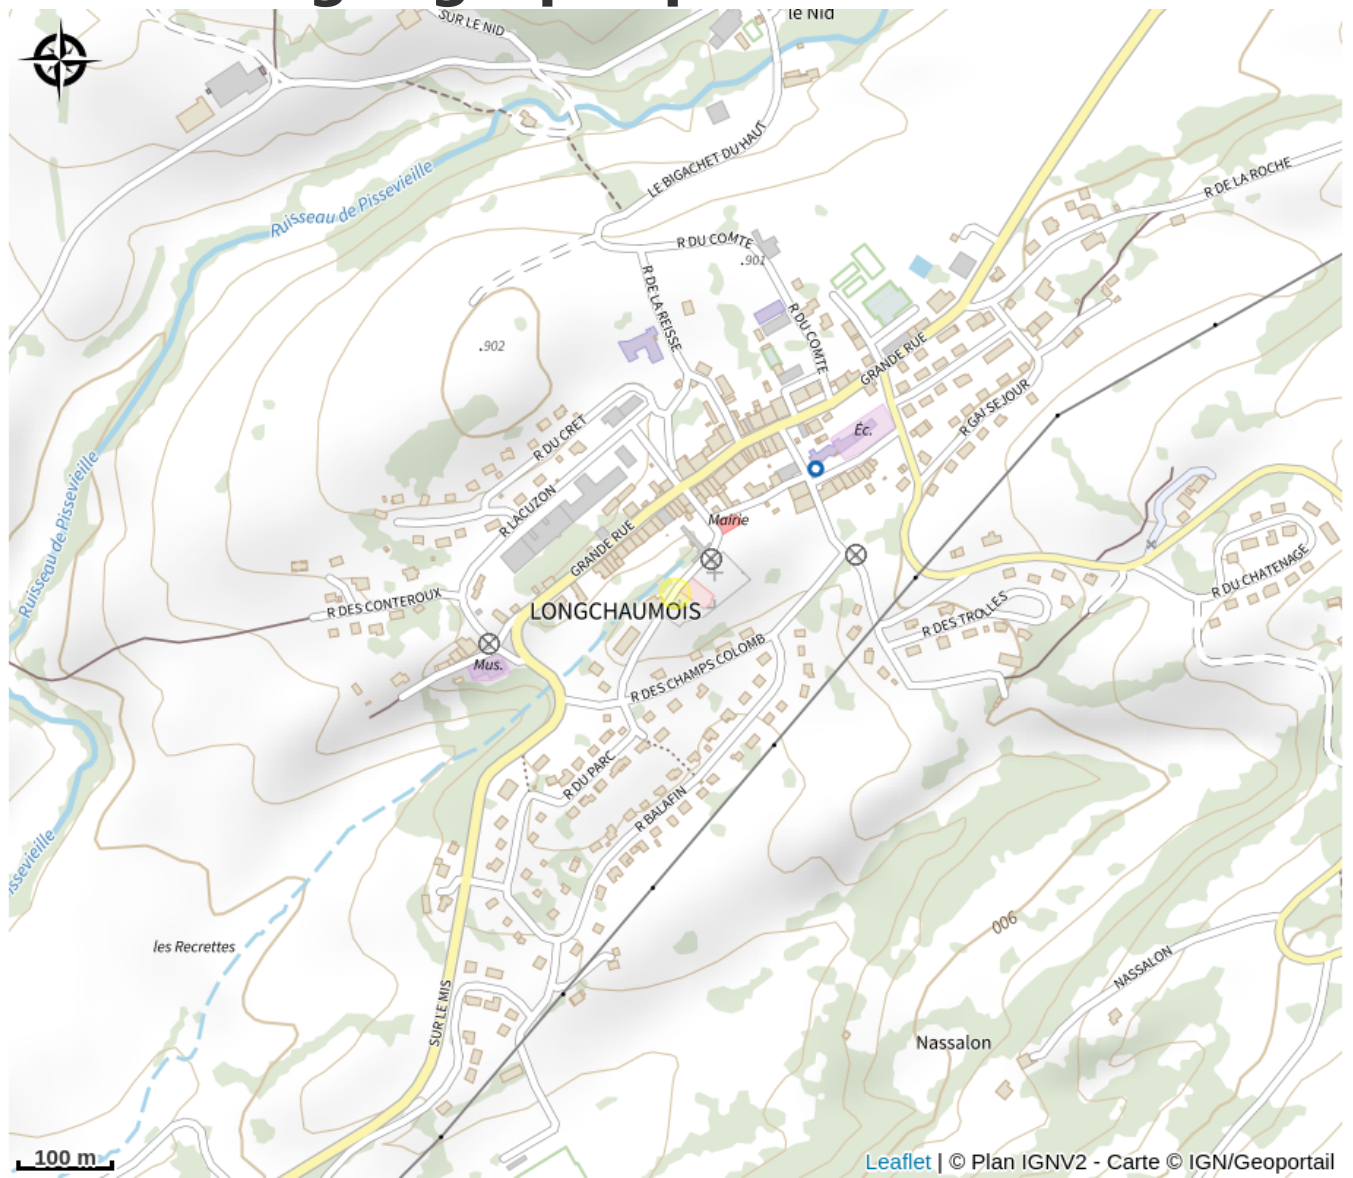 SUR LE NID
le Nid
LE BIGACHET DU HAUT
Ruisseau de Pissevieille
R DE LA ROCHE
R DU COMTE
901
R DE LA REISSE
R DU COMTE
902
GRANDE RUE
R GAI SEJOUR
R DU CRET
Éc.
Ruisseau de Pissevieille
R LACUZON
Mairie
GRANDE RUE
R DU CHATENAGE
R DES CONTEROUX
LONGCHAUMOIS
R DES TROLLES
Mus.
R DES CHAMPS COLOMB
R DU PARC
R BALAFIN
issevieille
900
les Recrettes
NASSALON
SUR LE MIS
Nassalon
100 m
Leaflet | © Plan IGNV2 - Carte © IGN/Geoportail